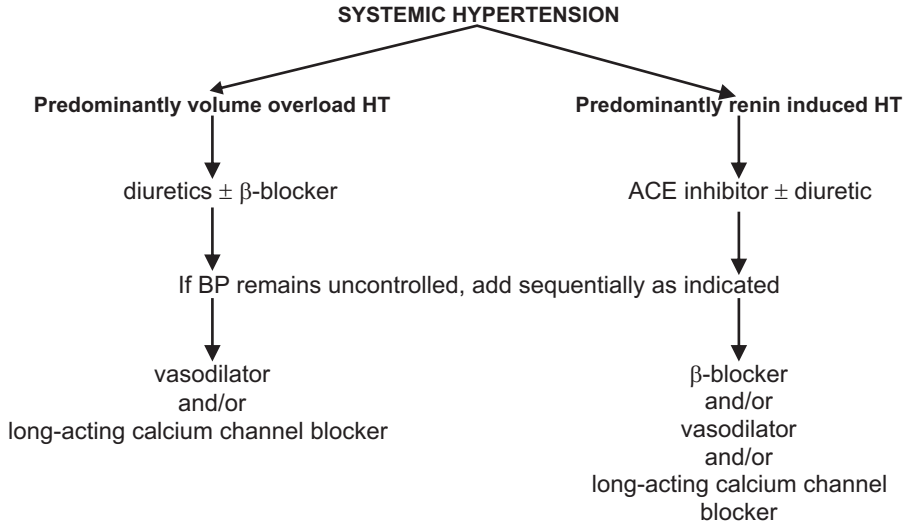 SYSTEMIC HYPERTENSION
Predominantly volume overload HT
Predominantly renin induced HT
diuretics ± β-blocker
ACE inhibitor ± diuretic
If BP remains uncontrolled, add sequentially as indicated
vasodilator
and/or
long-acting calcium channel blocker
β-blocker
and/or
vasodilator
and/or
long-acting calcium channel
blocker